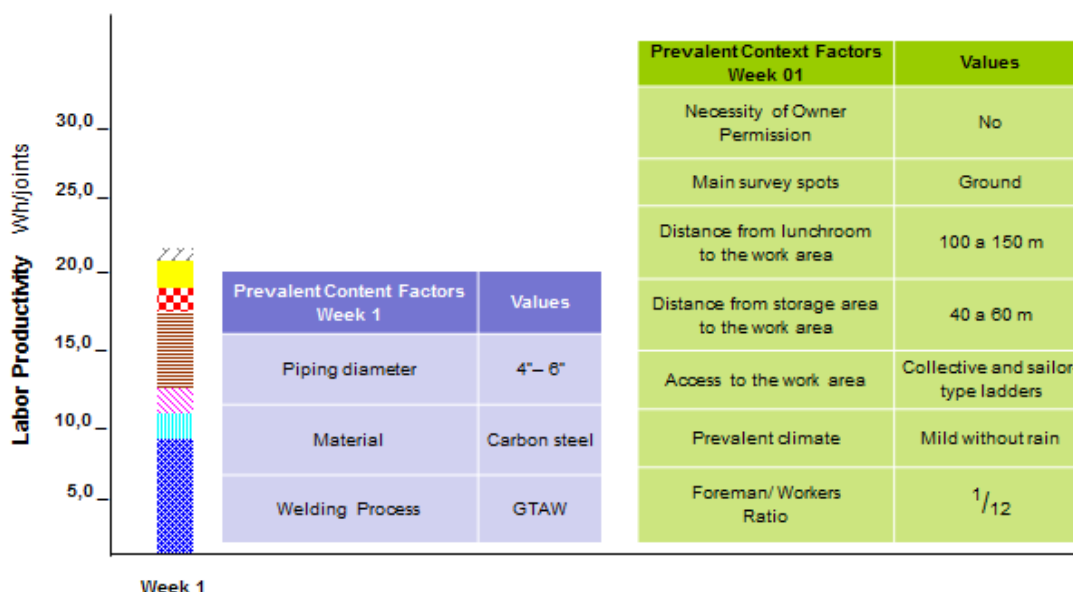 Labor Productivity Wh/joints
30,0
25,0
20,0
15,0
10,0
5,0
Week 1
Prevalent Content Factors
Week 1
Values
Piping diameter
4"– 6"
Material
Carbon steel
Welding Process
GTAW
Prevalent Context Factors
Week 01
Values
Necessity of Owner
Permission
No
Main survey spots
Ground
Distance from lunchroom
to the work area
100 a 150 m
Distance from storage area
to the work area
40 a 60 m
Access to the work area
Collective and sailor
type ladders
Prevalent climate
Mild without rain
Foreman/ Workers
Ratio
1/12